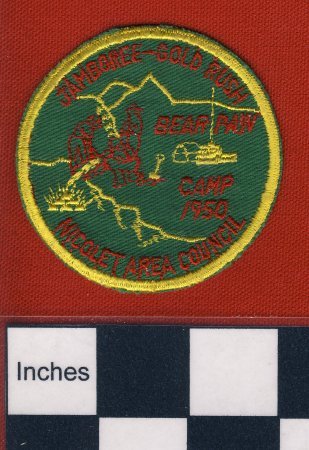 JAMBOREE-GOLD RUSH
BEAR PAW
CAMP
1950
NICOLET AREA COUNCIL
Inches